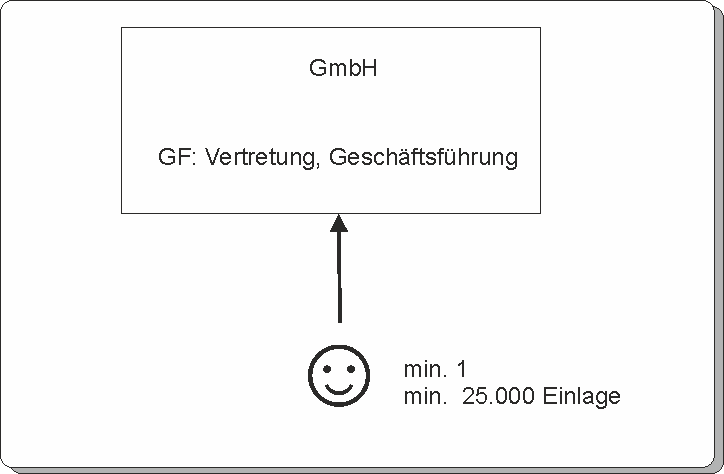 GmbH
GF: Vertretung, Geschäftsführung
min. 1
min. 25.000 Einlage